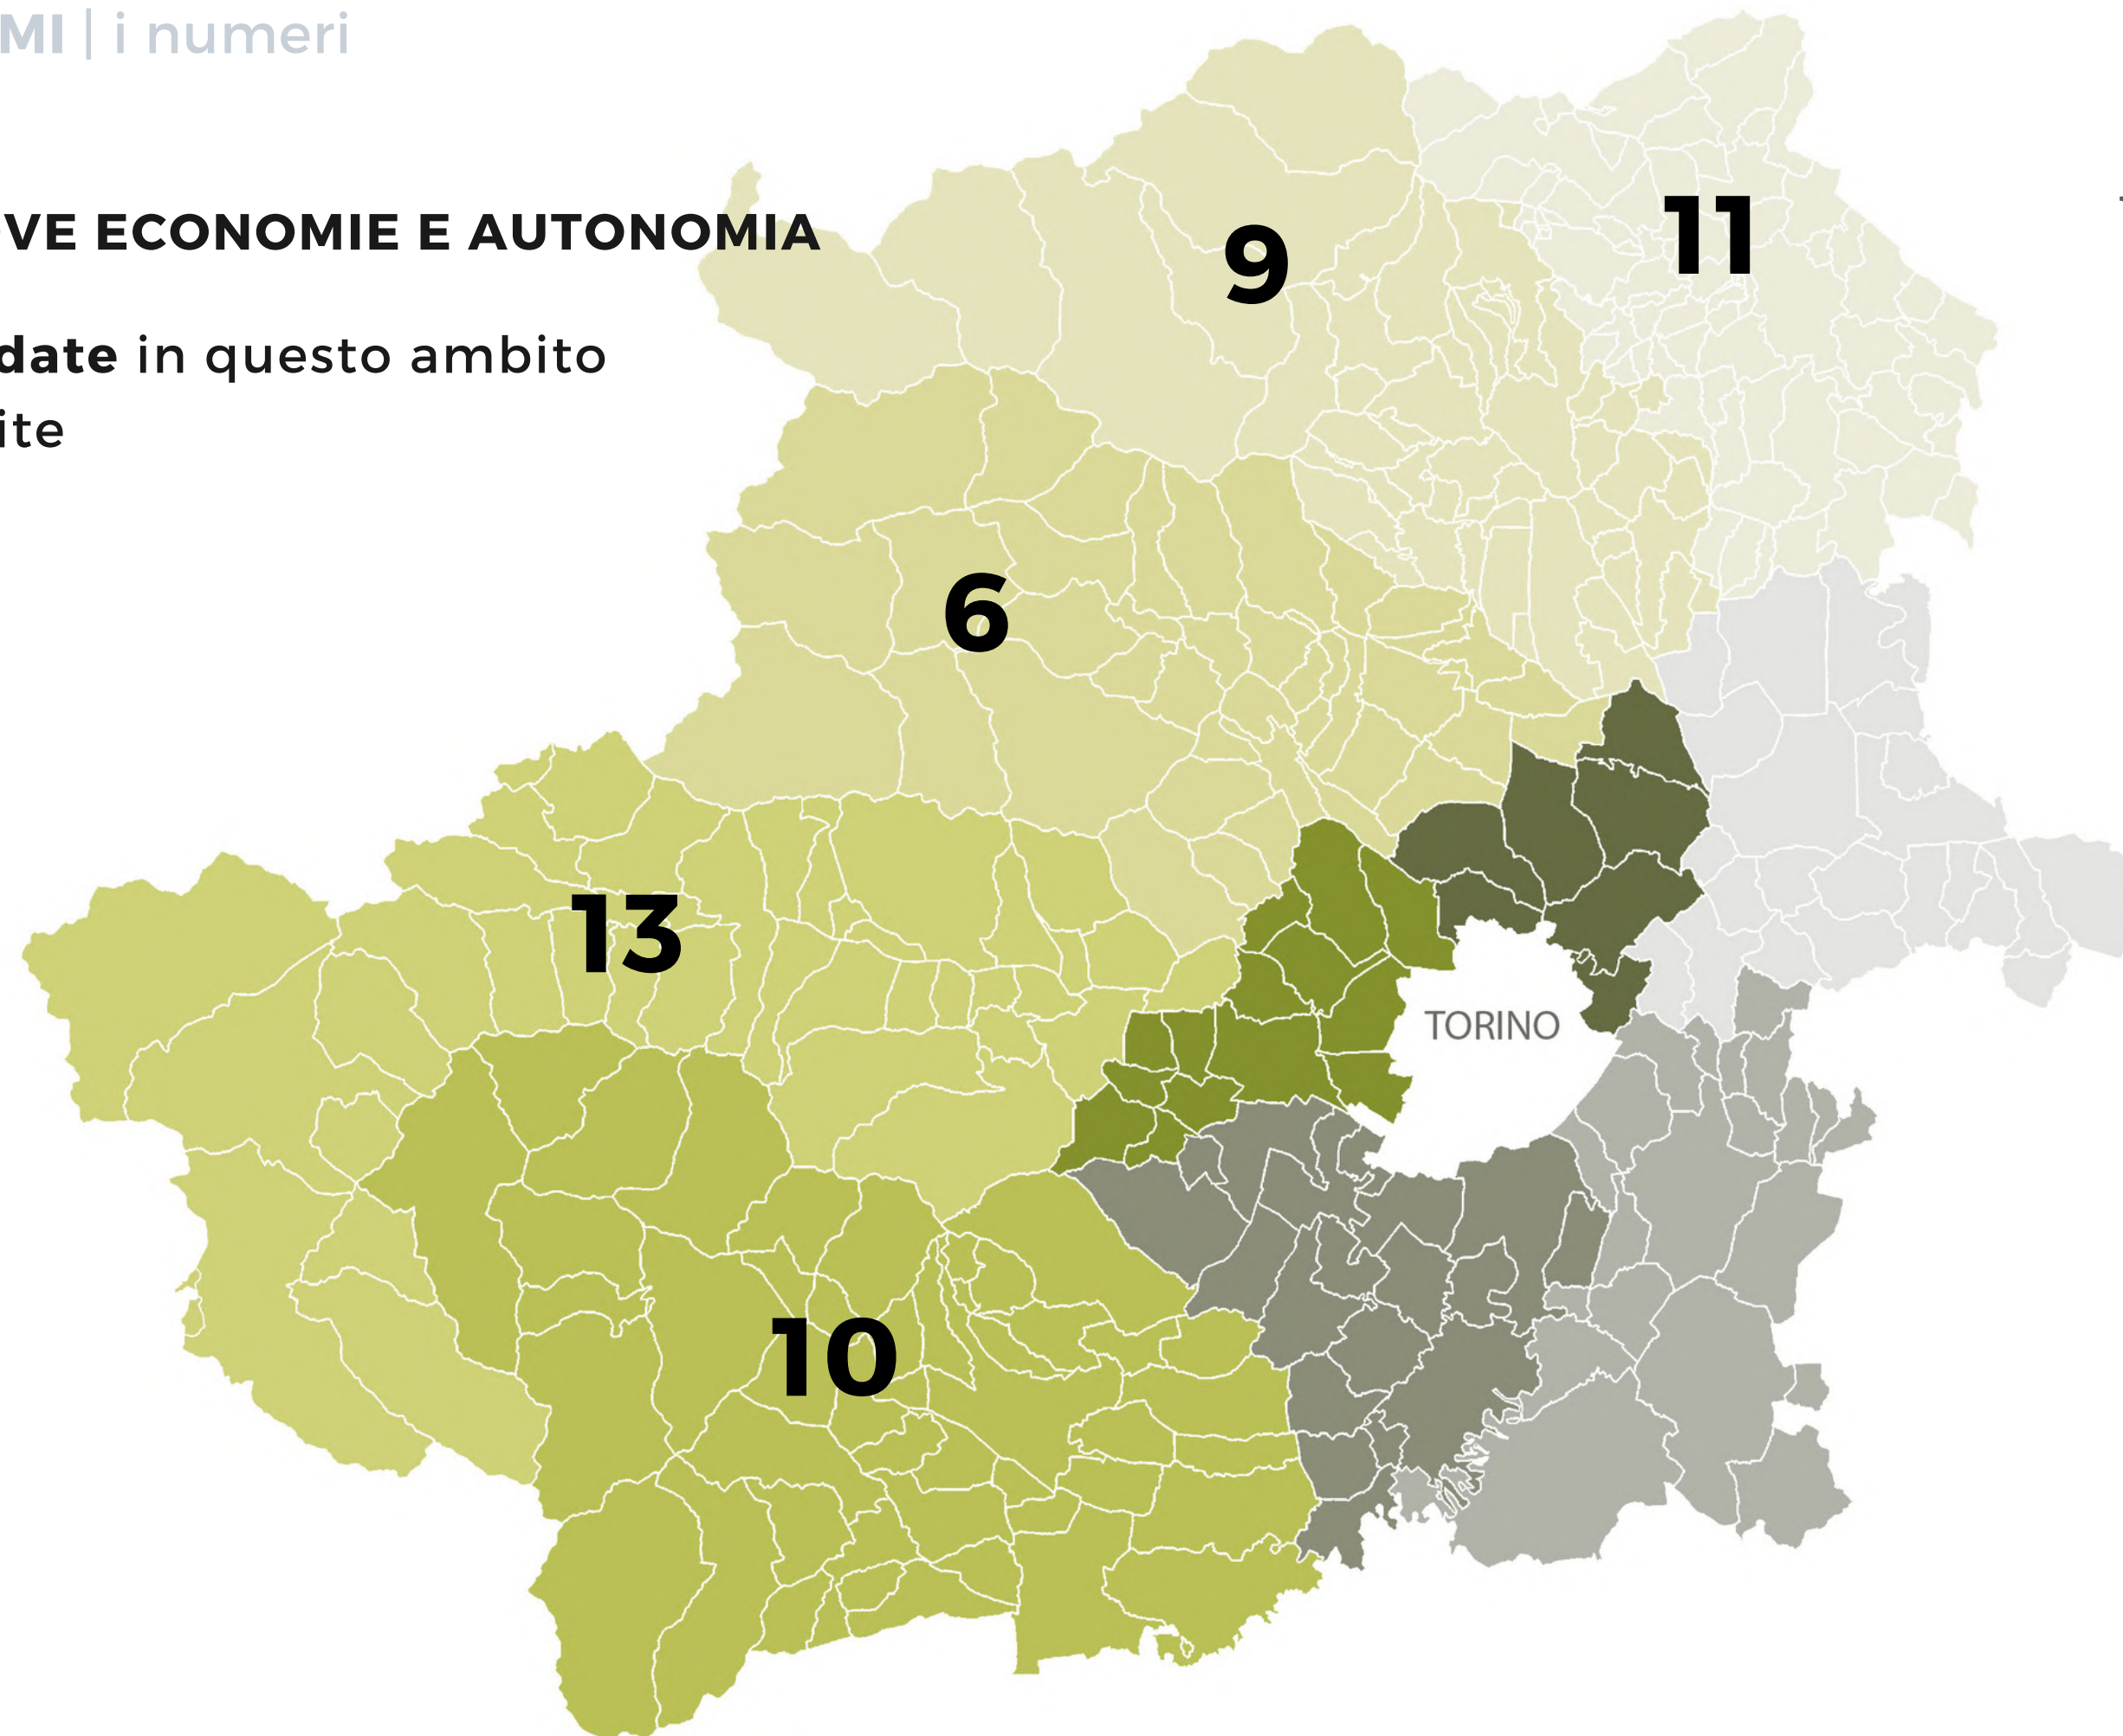 MI | i numeri
VE ECONOMIE E AUTONOMIA
date in questo ambito
ite
9
11
6
13
TORINO
10